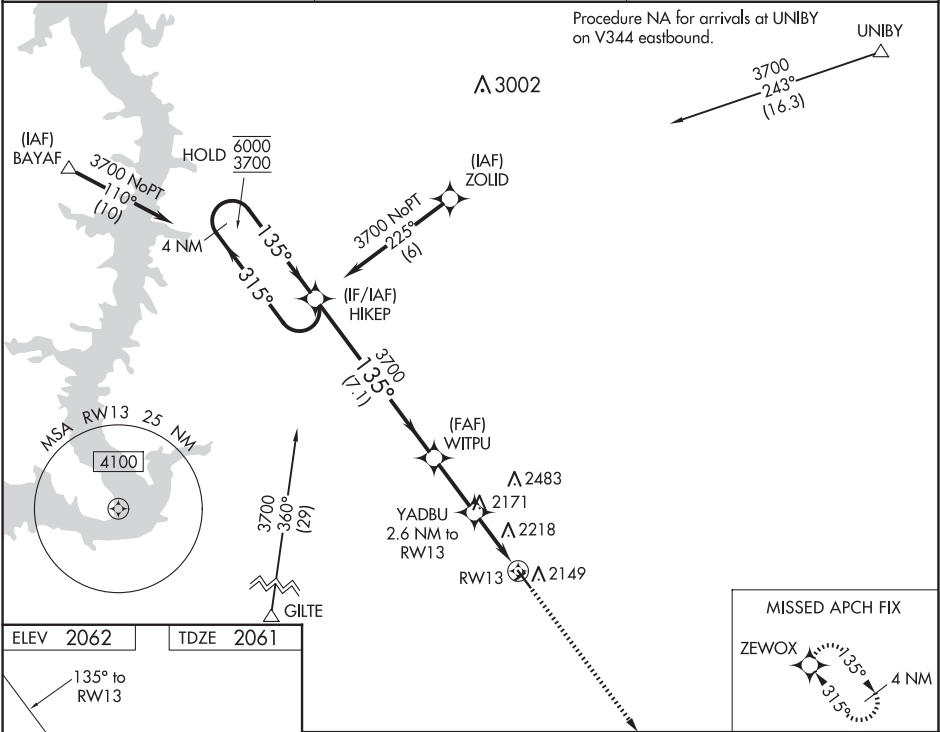 Procedure NA for arrivals at UNIBY
on V344 eastbound.
UNIBY
3700
243°
(16.3)
3002
(IAF)
BAYAF
3700 NoPT
110°
(10)
HOLD
6000
3700
4 NM
135°
315°
(IAF)
ZOLID
3700 NoPT
225°
(6)
(IF/IAF)
HIKEP
3700
135°
(7.1)
(FAF)
WITPU
MSA RW13 25 NM
4100
2483
2171
YADBU
2.6 NM to
RW13
2218
RW13
2149
3700
360°
(29)
GILTE
ELEV 2062
TDZE 2061
135° to
RW13
MISSED APCH FIX
ZEWOX
135°
315°
4 NM